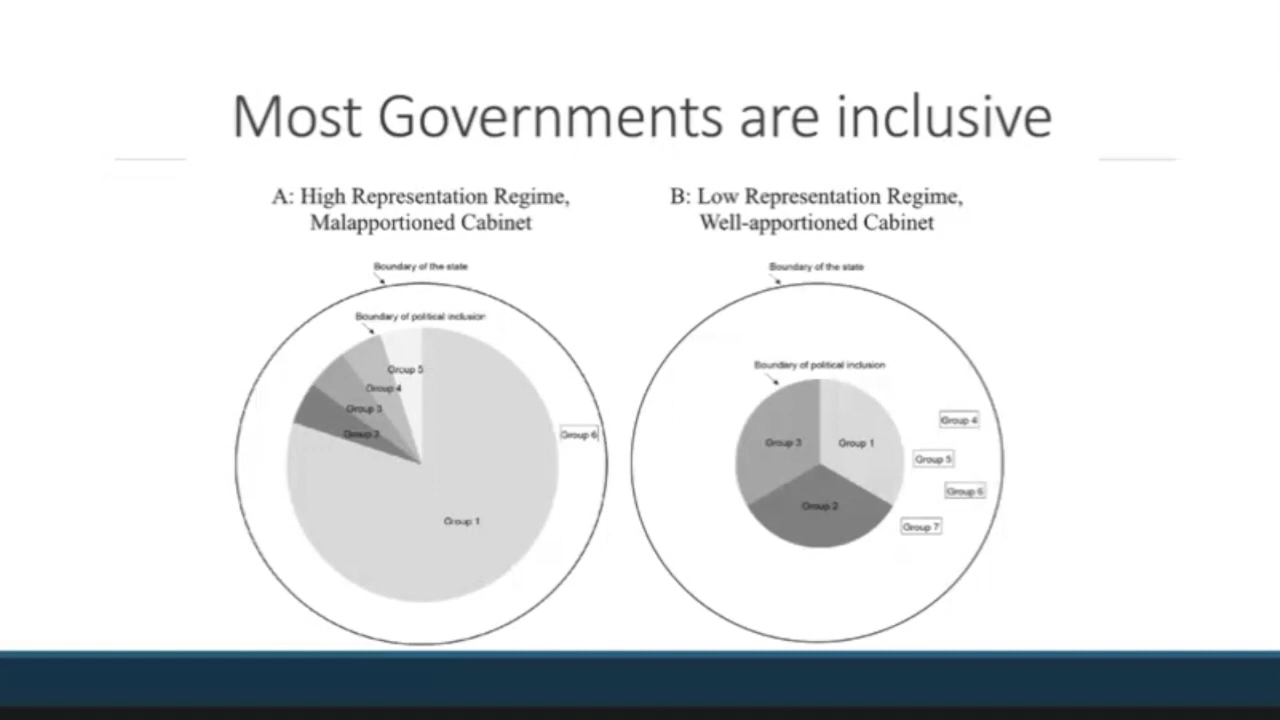 Most Governments are inclusive
A: High Representation Regime,
Malapportioned Cabinet
Boundary of the state
Boundary of political inclusion
Group 5
Group 4
Group 3
Group 2
Group 6
Group 1
B: Low Representation Regime,
Well-apportioned Cabinet
Boundary of the state
Boundary of political inclusion
Group 4
Group 3
Group 1
Group 5
Group 6
Group 2
Group 7